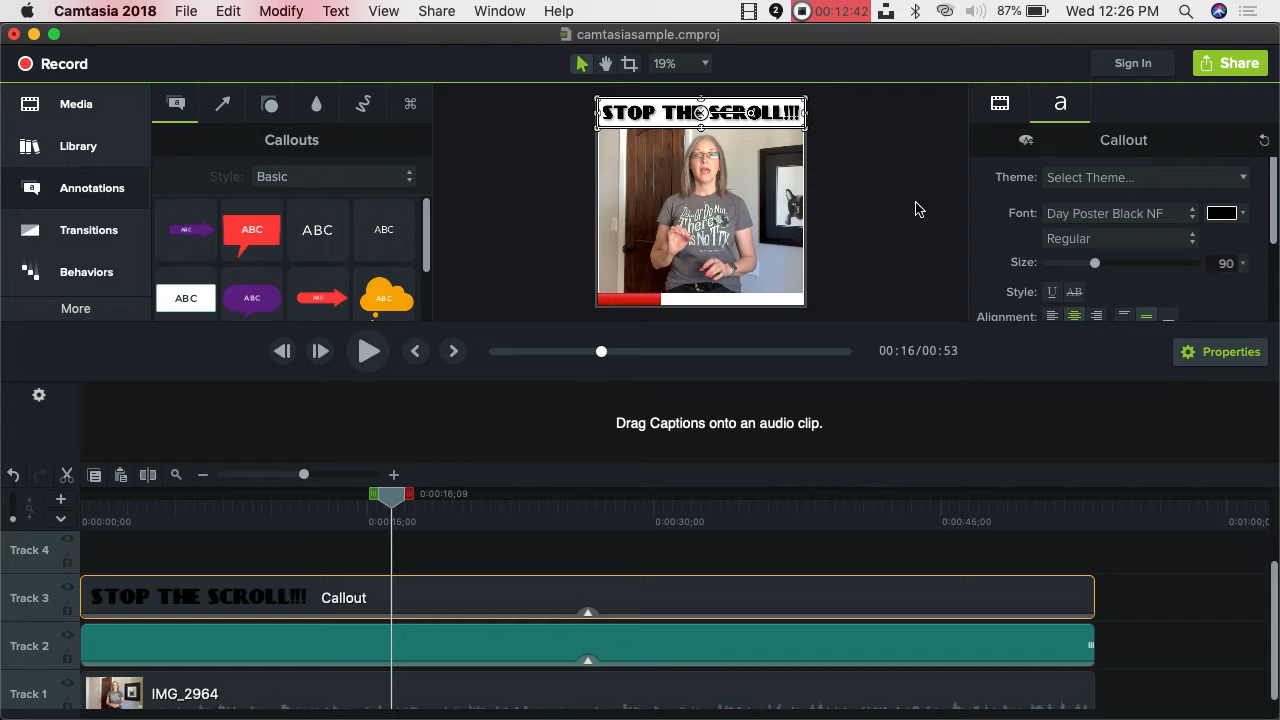 Camtasia 2018 File Edit Modify Text View Share Window Help 2 00:12:42 87% Wed 12:26 PM
camtasiasample.cmproj
Record 19% Sign In Share
Media
Library
Annotations
Transitions
Behaviors
More
Callouts
Style: Basic
ABC ABC ABC ABC
ABC ABC ABC ABC
STOP THE SCROLL!!!
a
Callout
Theme: Select Theme...
Font: Day Poster Black NF
Regular
Size: 90
Style: U AB
Alignment:
00:16/00:53
Properties
Drag Captions onto an audio clip.
0:00:16;09
0:00:00;00 0:00:15;00 0:00:30;00 0:00:45;00 0:01:00;
Track 4
Track 3 STOP THE SCROLL!!! Callout
Track 2
Track 1 IMG_2964